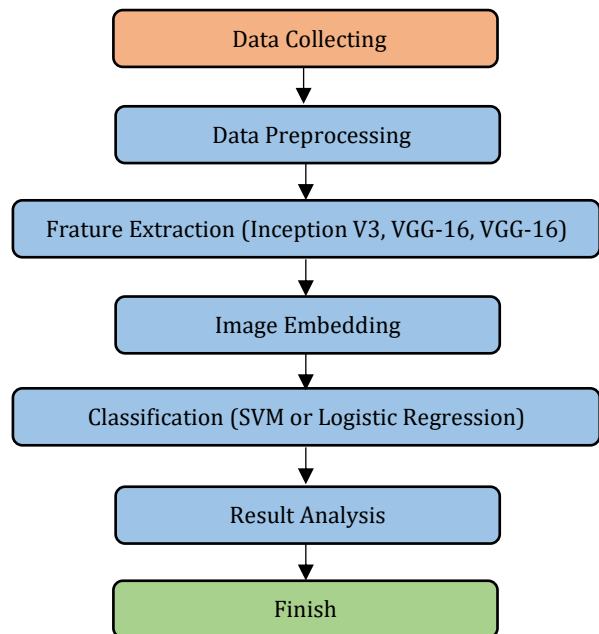 Data Collecting
Data Preprocessing
Frature Extraction (Inception V3, VGG-16, VGG-16)
Image Embedding
Classification (SVM or Logistic Regression)
Result Analysis
Finish